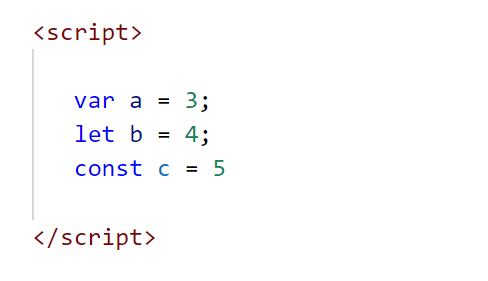 <script>
var a = 3;
let b = 4;
const c = 5
</script>